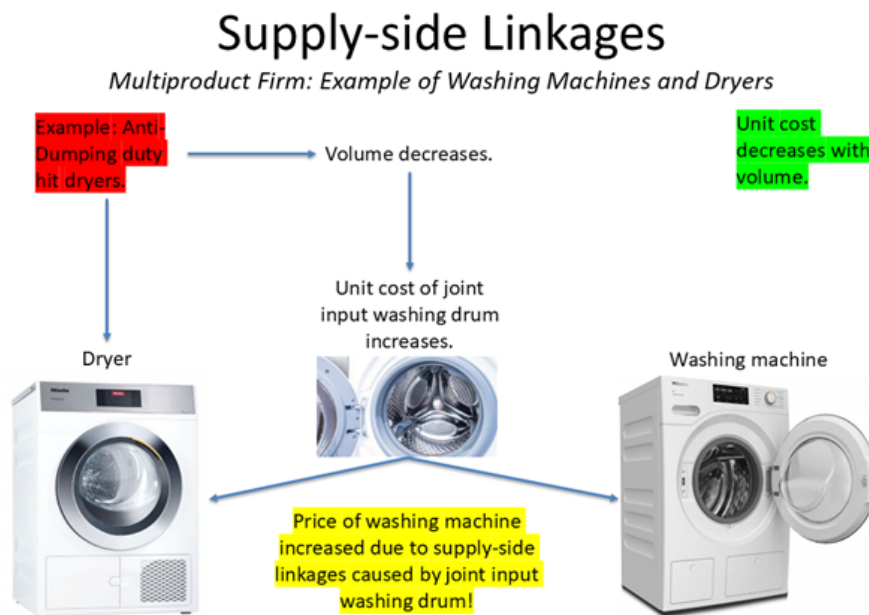 Supply-side Linkages
Multiproduct Firm: Example of Washing Machines and Dryers
Example: Anti-
Dumping duty
hit dryers.
Volume decreases.
Unit cost
decreases with
volume.
Unit cost of joint
input washing drum
increases.
Dryer
Washing machine
Miele
Price of washing machine
increased due to supply-side
linkages caused by joint input
washing drum!